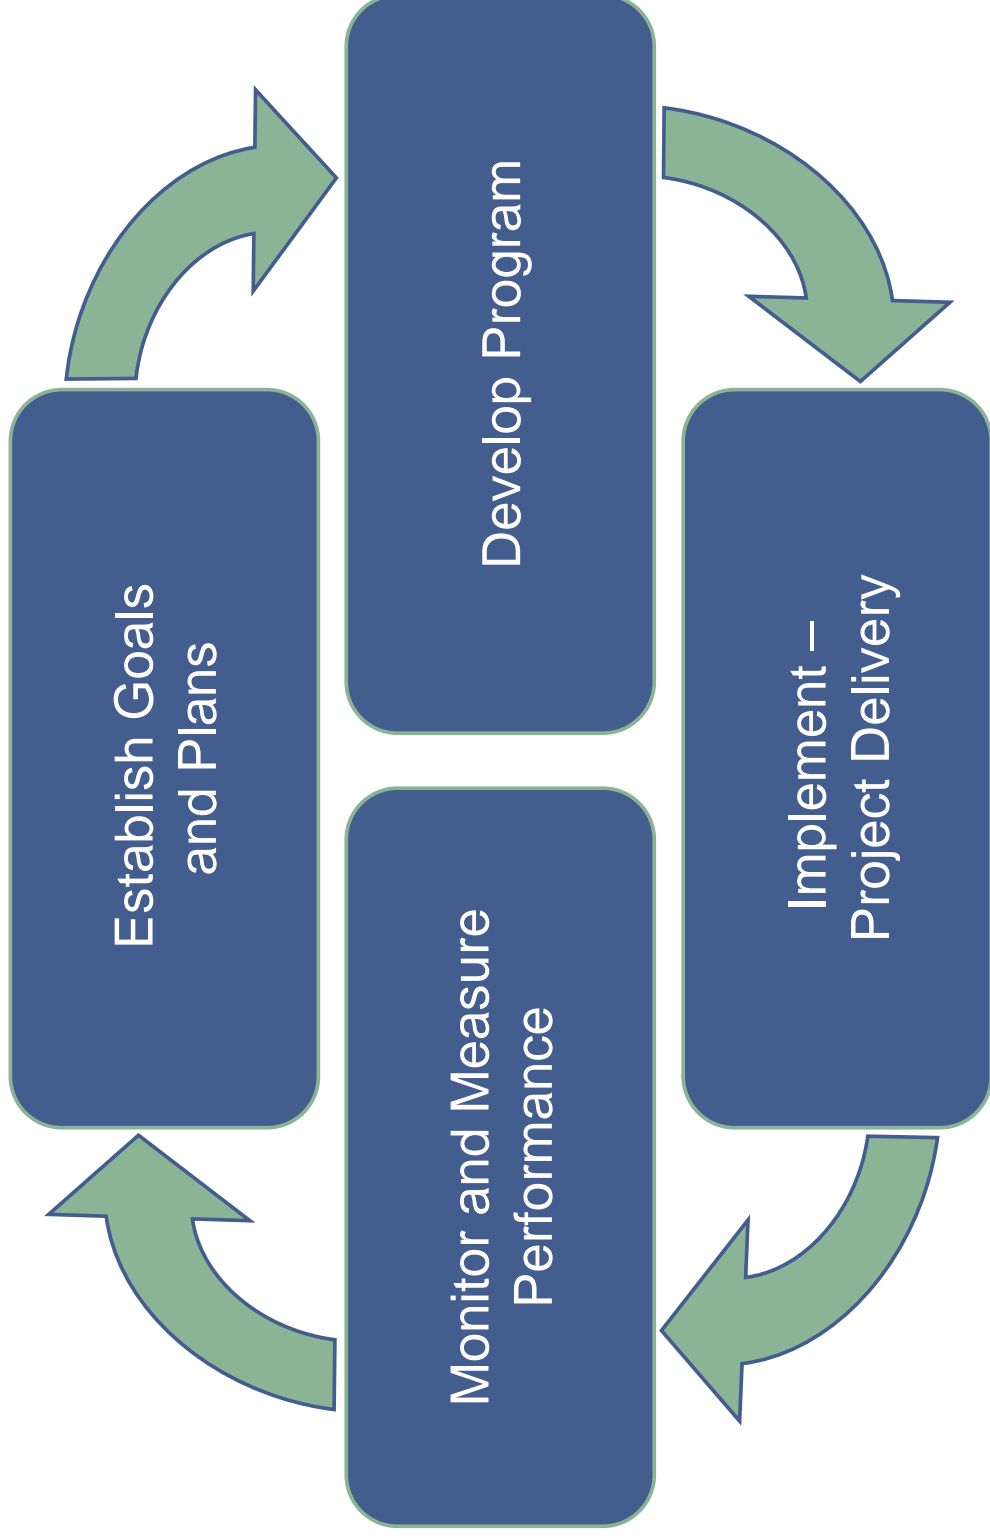 Establish Goals
and Plans
Develop Program
Implement –
Project Delivery
Monitor and Measure
Performance